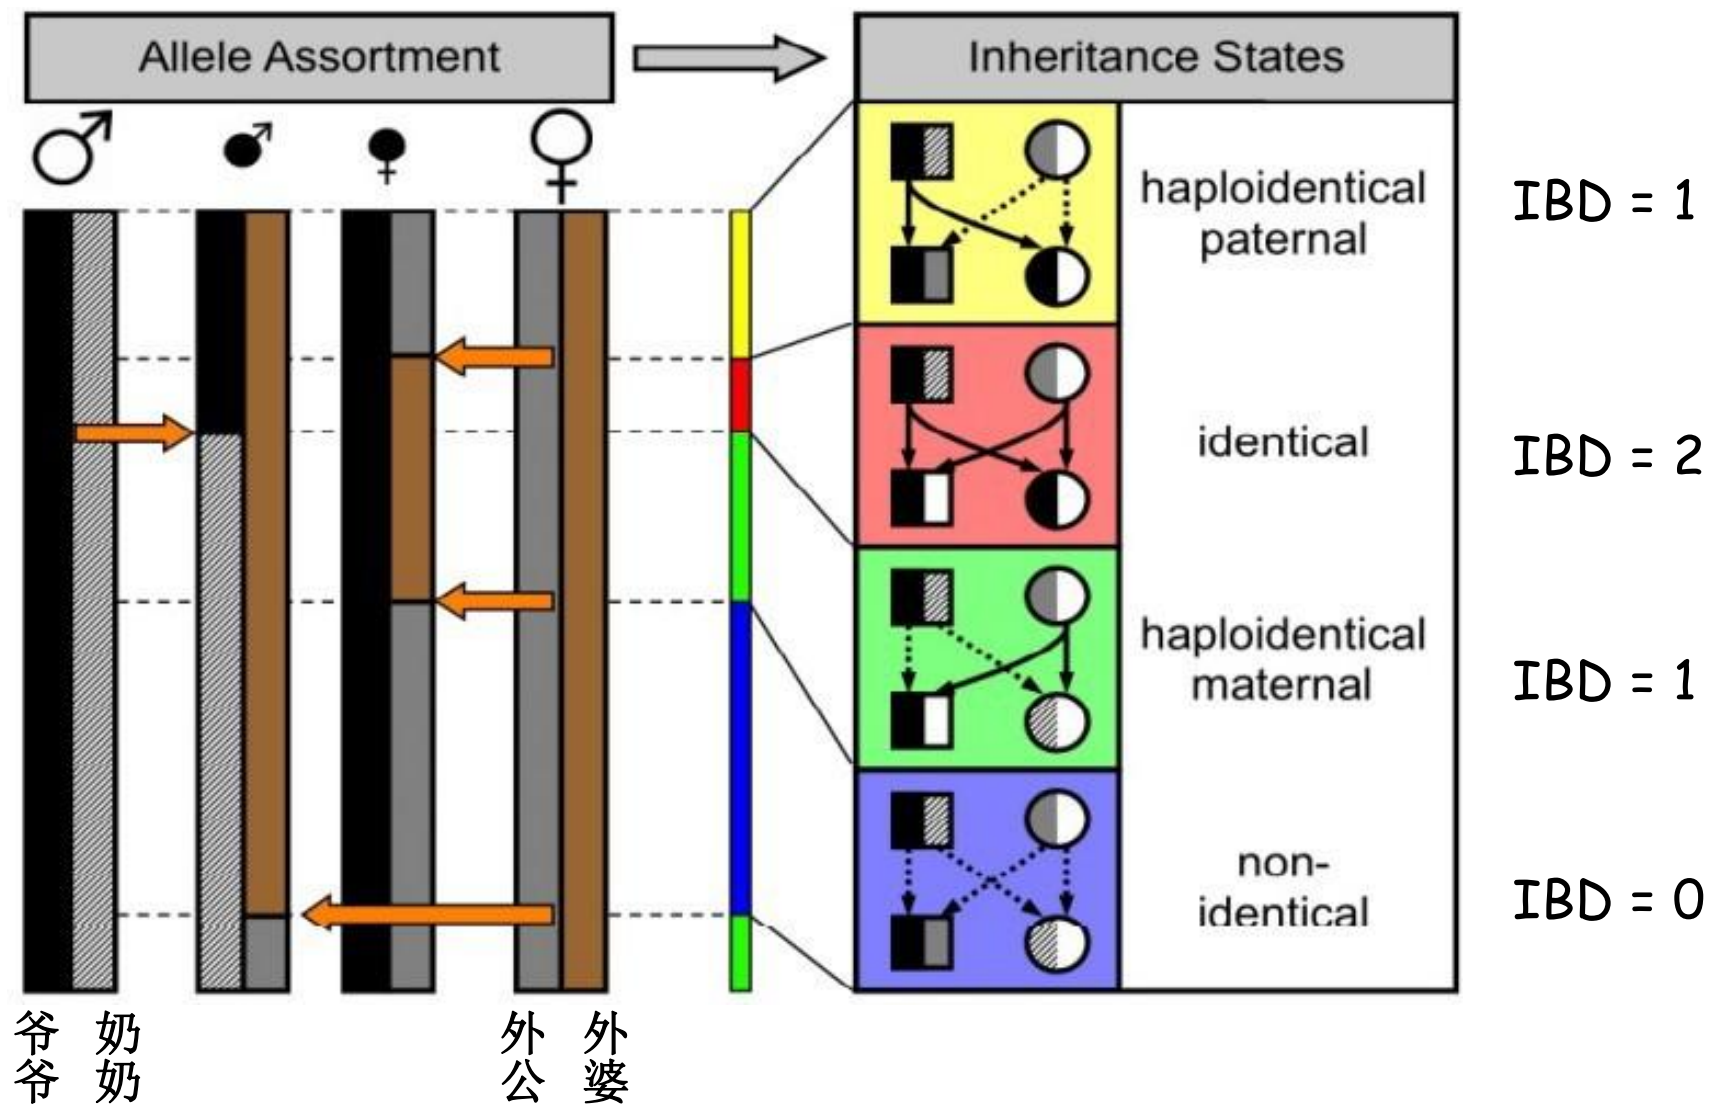 Allele Assortment
Inheritance States
haploidentical
paternal
IBD = 1
identical
IBD = 2
haploidentical
maternal
IBD = 1
non-
identical
IBD = 0
爷爷
奶奶
外公
外婆